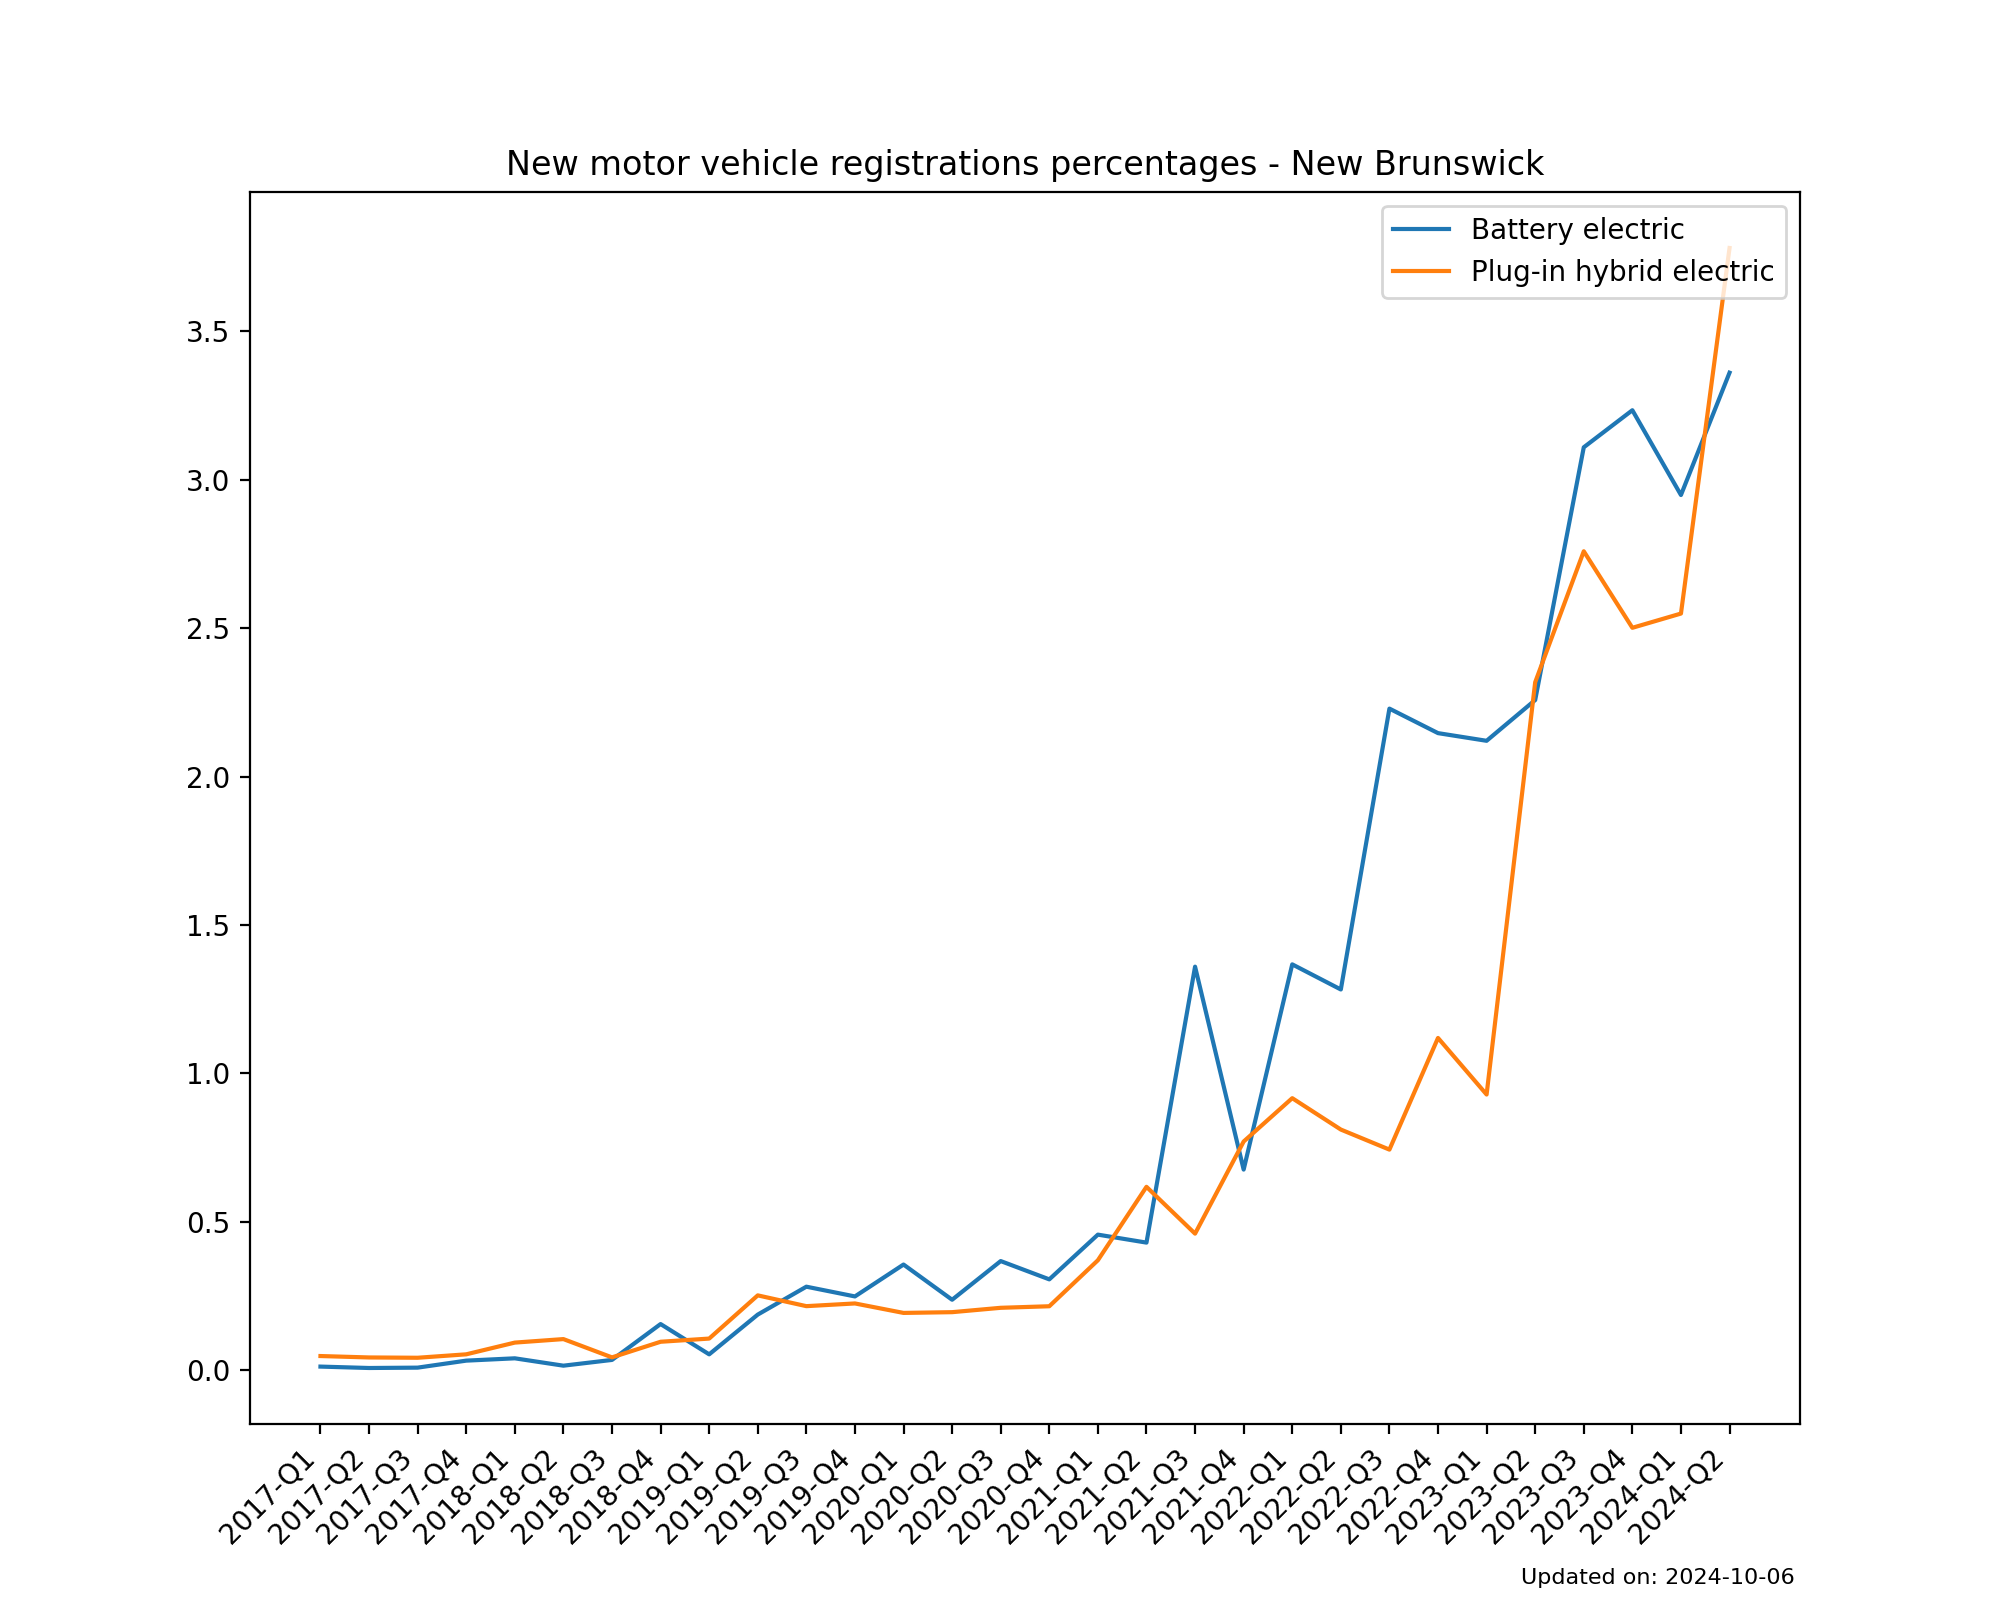 New motor vehicle registrations percentages - New Brunswick
Battery electric
Plug-in hybrid electric
3.5
3.0
2.5
2.0
1.5
1.0
0.5
0.0
2017-Q1
2017-Q2
2017-Q3
2017-Q4
2018-Q1
2018-Q2
2018-Q3
2018-Q4
2019-Q1
2019-Q2
2019-Q3
2019-Q4
2020-Q1
2020-Q2
2020-Q3
2020-Q4
2021-Q1
2021-Q2
2021-Q3
2021-Q4
2022-Q1
2022-Q2
2022-Q3
2022-Q4
2023-Q1
2023-Q2
2023-Q3
2023-Q4
2024-Q1
2024-Q2
Updated on: 2024-10-06